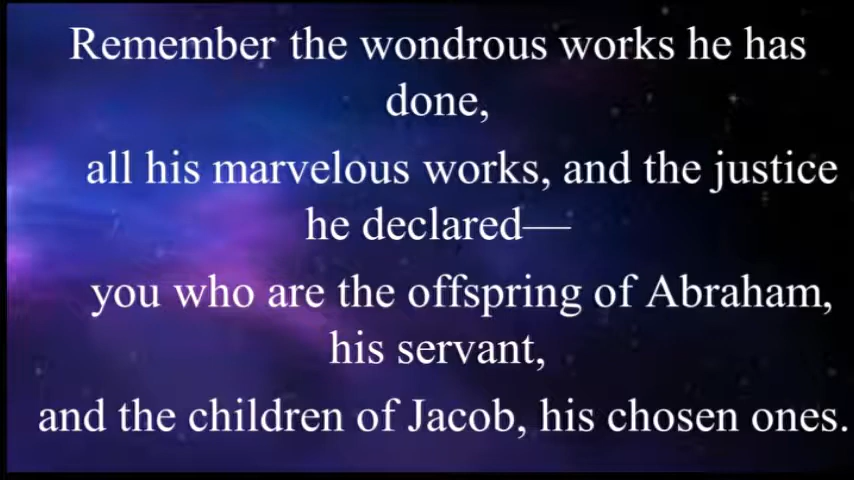 Remember the wondrous works he has
done,
all his marvelous works, and the justice
he declared—
you who are the offspring of Abraham,
his servant,
and the children of Jacob, his chosen ones.